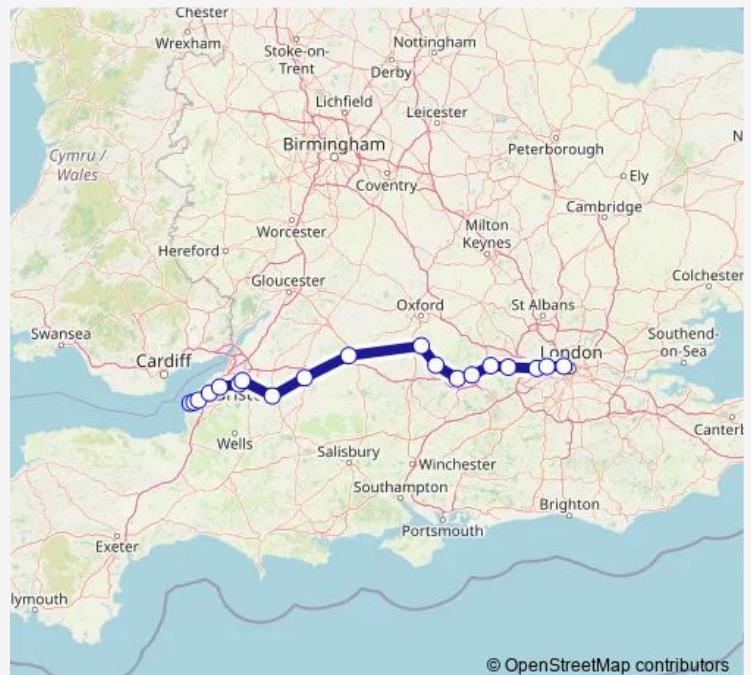 Chester
Wrexham
Stoke-on-
Trent
Nottingham
Derby
Lichfield
Leicester
Birmingham
Peterborough
N
Cymru /
Wales
Coventry
Ely
Cambridge
Worcester
Milton
Keynes
Hereford
Gloucester
Colchester
Oxford
St Albans
Swansea
Cardiff
London
Southend-
on-Sea
Wells
Salisbury
Winchester
Canterb
Southampton
Brighton
Portsmouth
Exeter
lymouth
© OpenStreetMap contributors